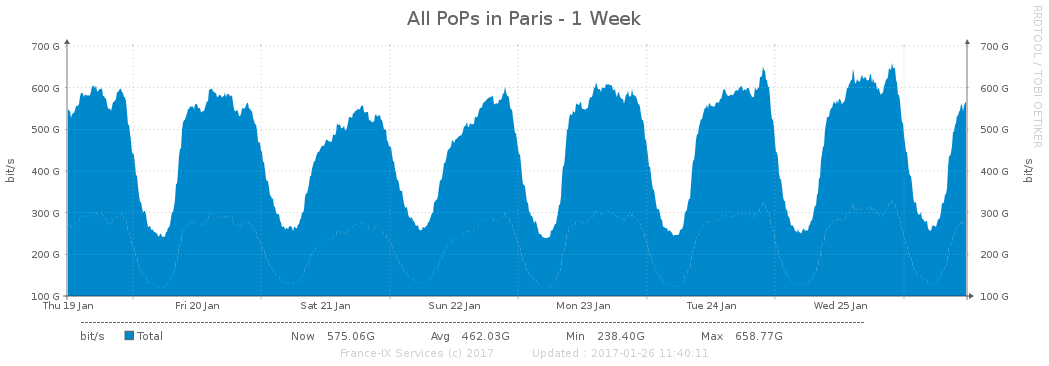 All PoPs in Paris - 1 Week
RRDTOOL / TOBI OETIKER
700 G 700 G
600 G 600 G
500 G 500 G
400 G 400 G
300 G 300 G
200 G 200 G
100 G 100 G
bit/s bit/s
Thu 19 Jan Fri 20 Jan Sat 21 Jan Sun 22 Jan Mon 23 Jan Tue 24 Jan Wed 25 Jan
bit/s Total Now 575.06G Avg 462.03G Min 238.40G Max 658.77G
France-IX Services (c) 2017 Updated : 2017-01-26 11:40:11